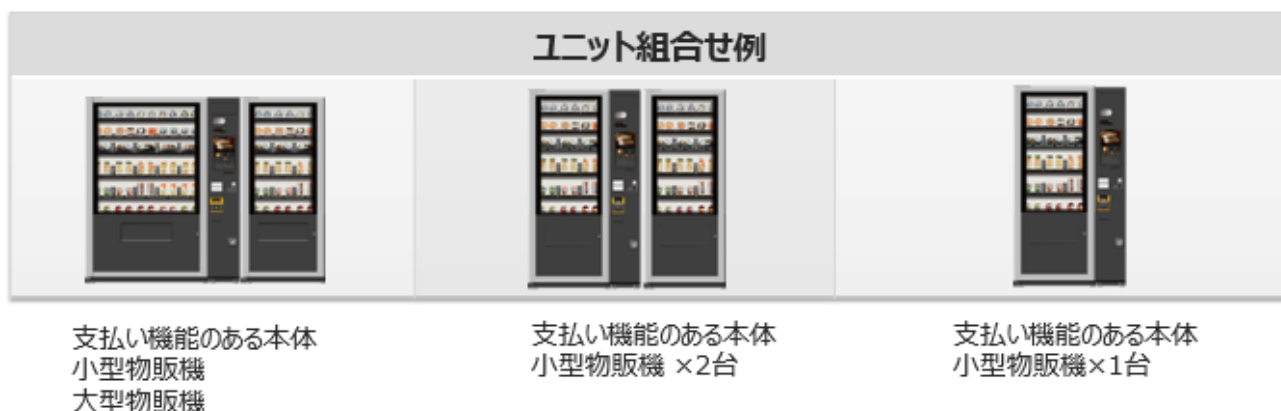 ユニット組合せ例
支払い機能のある本体
小型物販機
大型物販機
支払い機能のある本体
小型物販機 ×2台
支払い機能のある本体
小型物販機×1台